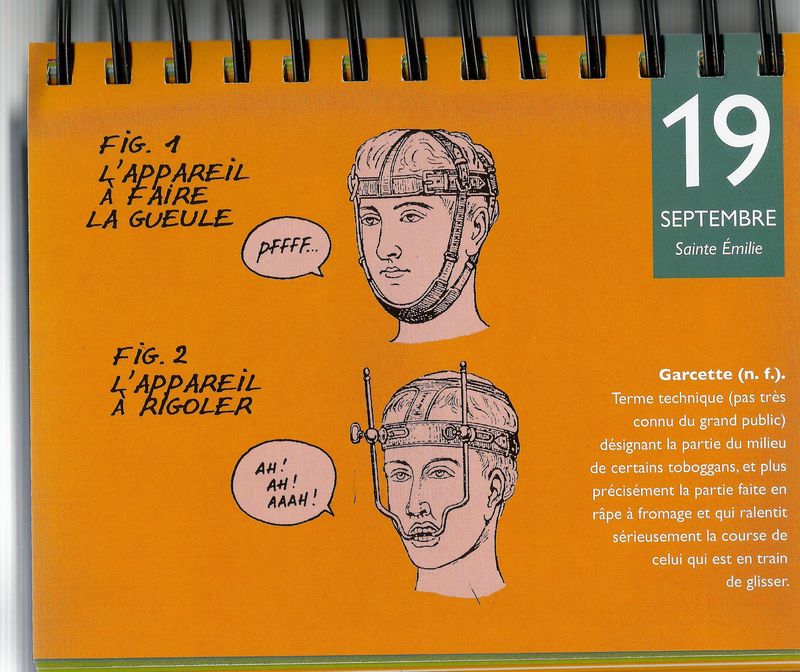 FIG. 1
L'APPAREIL
À FAIRE
LA GUEULE
PFFFF...
19
SEPTEMBRE
Sainte Émilie
FIG. 2
L'APPAREIL
À RIGOLER
AH!
AH!
AAAH!
Garcette (n. f.).
Terme technique (pas très
connu du grand public)
désignant la partie du milieu
de certains toboggans, et plus
précisément la partie faite en
râpe à fromage et qui ralentit
sérieusement la course de
celui qui est en train
de glisser.